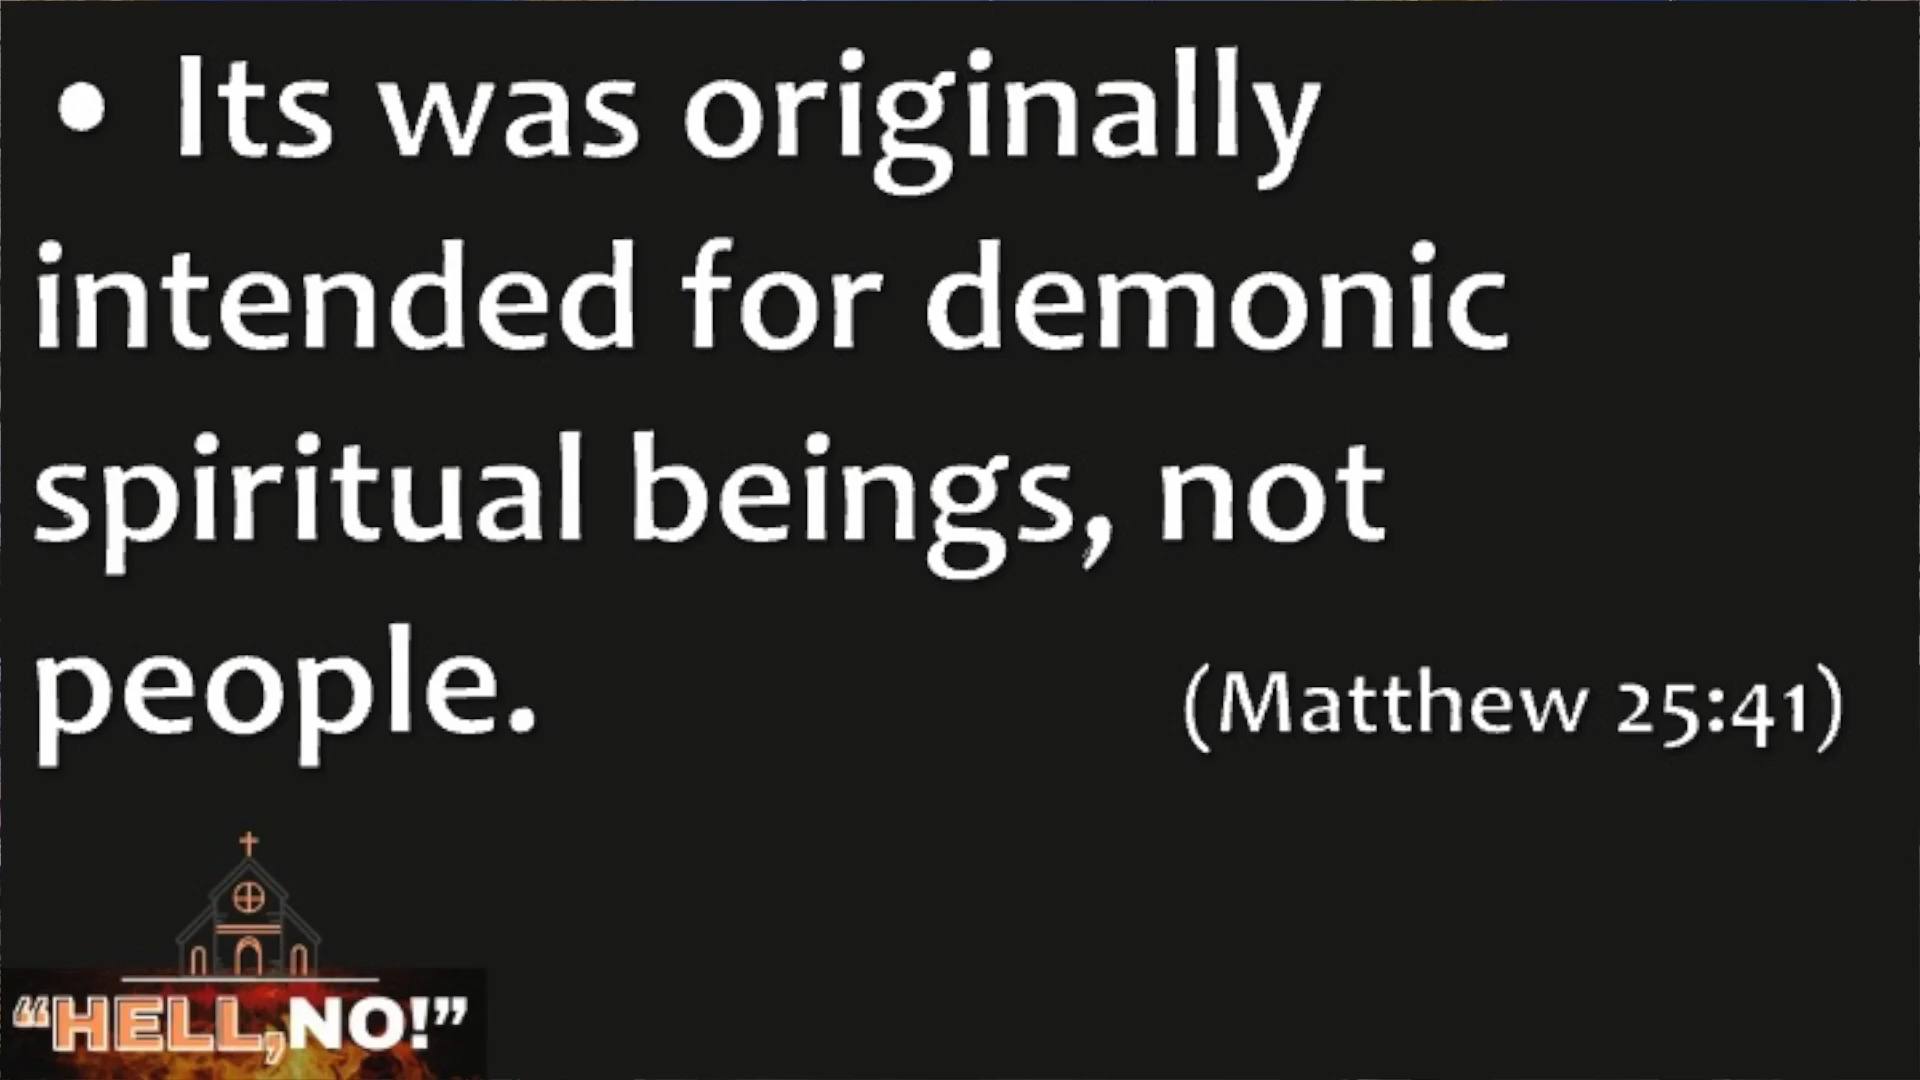 • Its was originally
intended for demonic
spiritual beings, not
people. (Matthew 25:41)
“HELL,NO!”